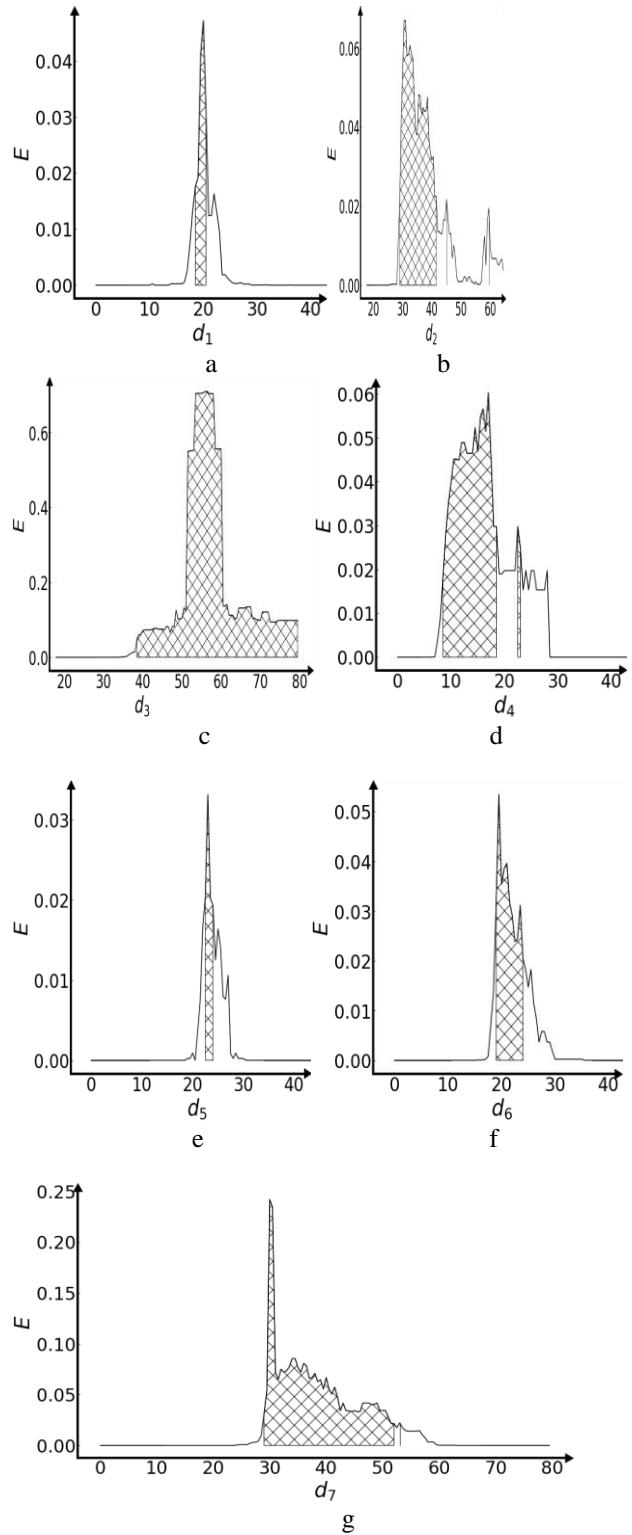 E
0.04
0.03
0.02
0.01
0.00
0 10 20 30 40
d₁
a
E
0.06
0.04
0.02
0.00
20 30 40 50 60
d₂
b
E
0.6
0.4
0.2
0.0
20 30 40 50 60 70 80
d₃
c
E
0.06
0.05
0.04
0.03
0.02
0.01
0.00
0 10 20 30 40
d₄
d
E
0.03
0.02
0.01
0.00
0 10 20 30 40
d₅
e
E
0.05
0.04
0.03
0.02
0.01
0.00
0 10 20 30 40
d₆
f
E
0.25
0.20
0.15
0.10
0.05
0.00
0 10 20 30 40 50 60 70 80
d₇
g